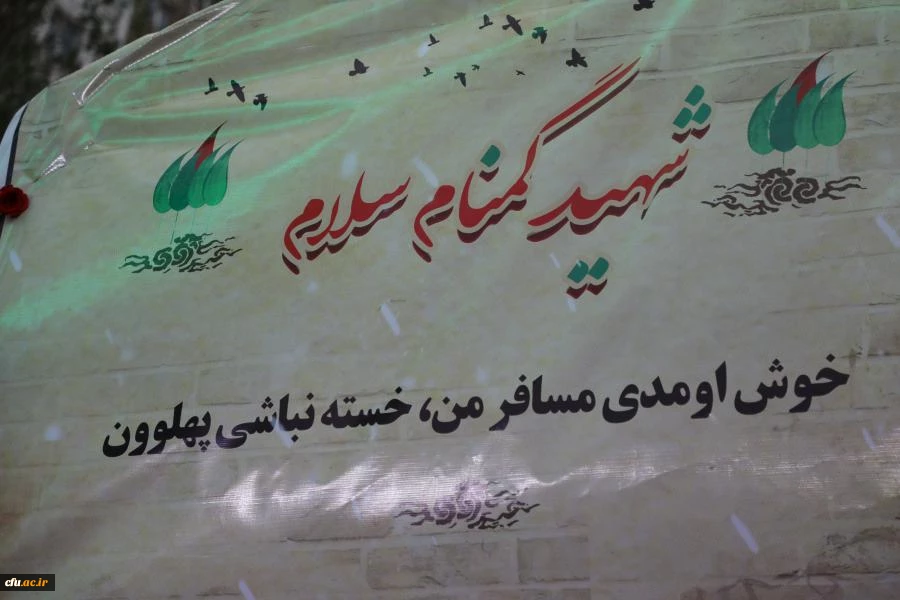 شهید گمنام سلام
خوش اومدی مسافر من، خسته نباشی پهلوون
cfu.ac.ir